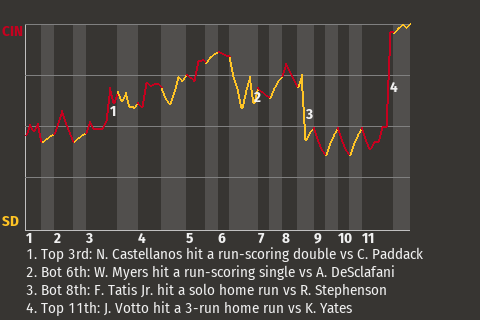 CIN
1
2
3
4
SD
1 2 3 4 5 6 7 8 9 10 11
1. Top 3rd: N. Castellanos hit a run-scoring double vs C. Paddack
2. Bot 6th: W. Myers hit a run-scoring single vs A. DeSclafani
3. Bot 8th: F. Tatis Jr. hit a solo home run vs R. Stephenson
4. Top 11th: J. Votto hit a 3-run home run vs K. Yates